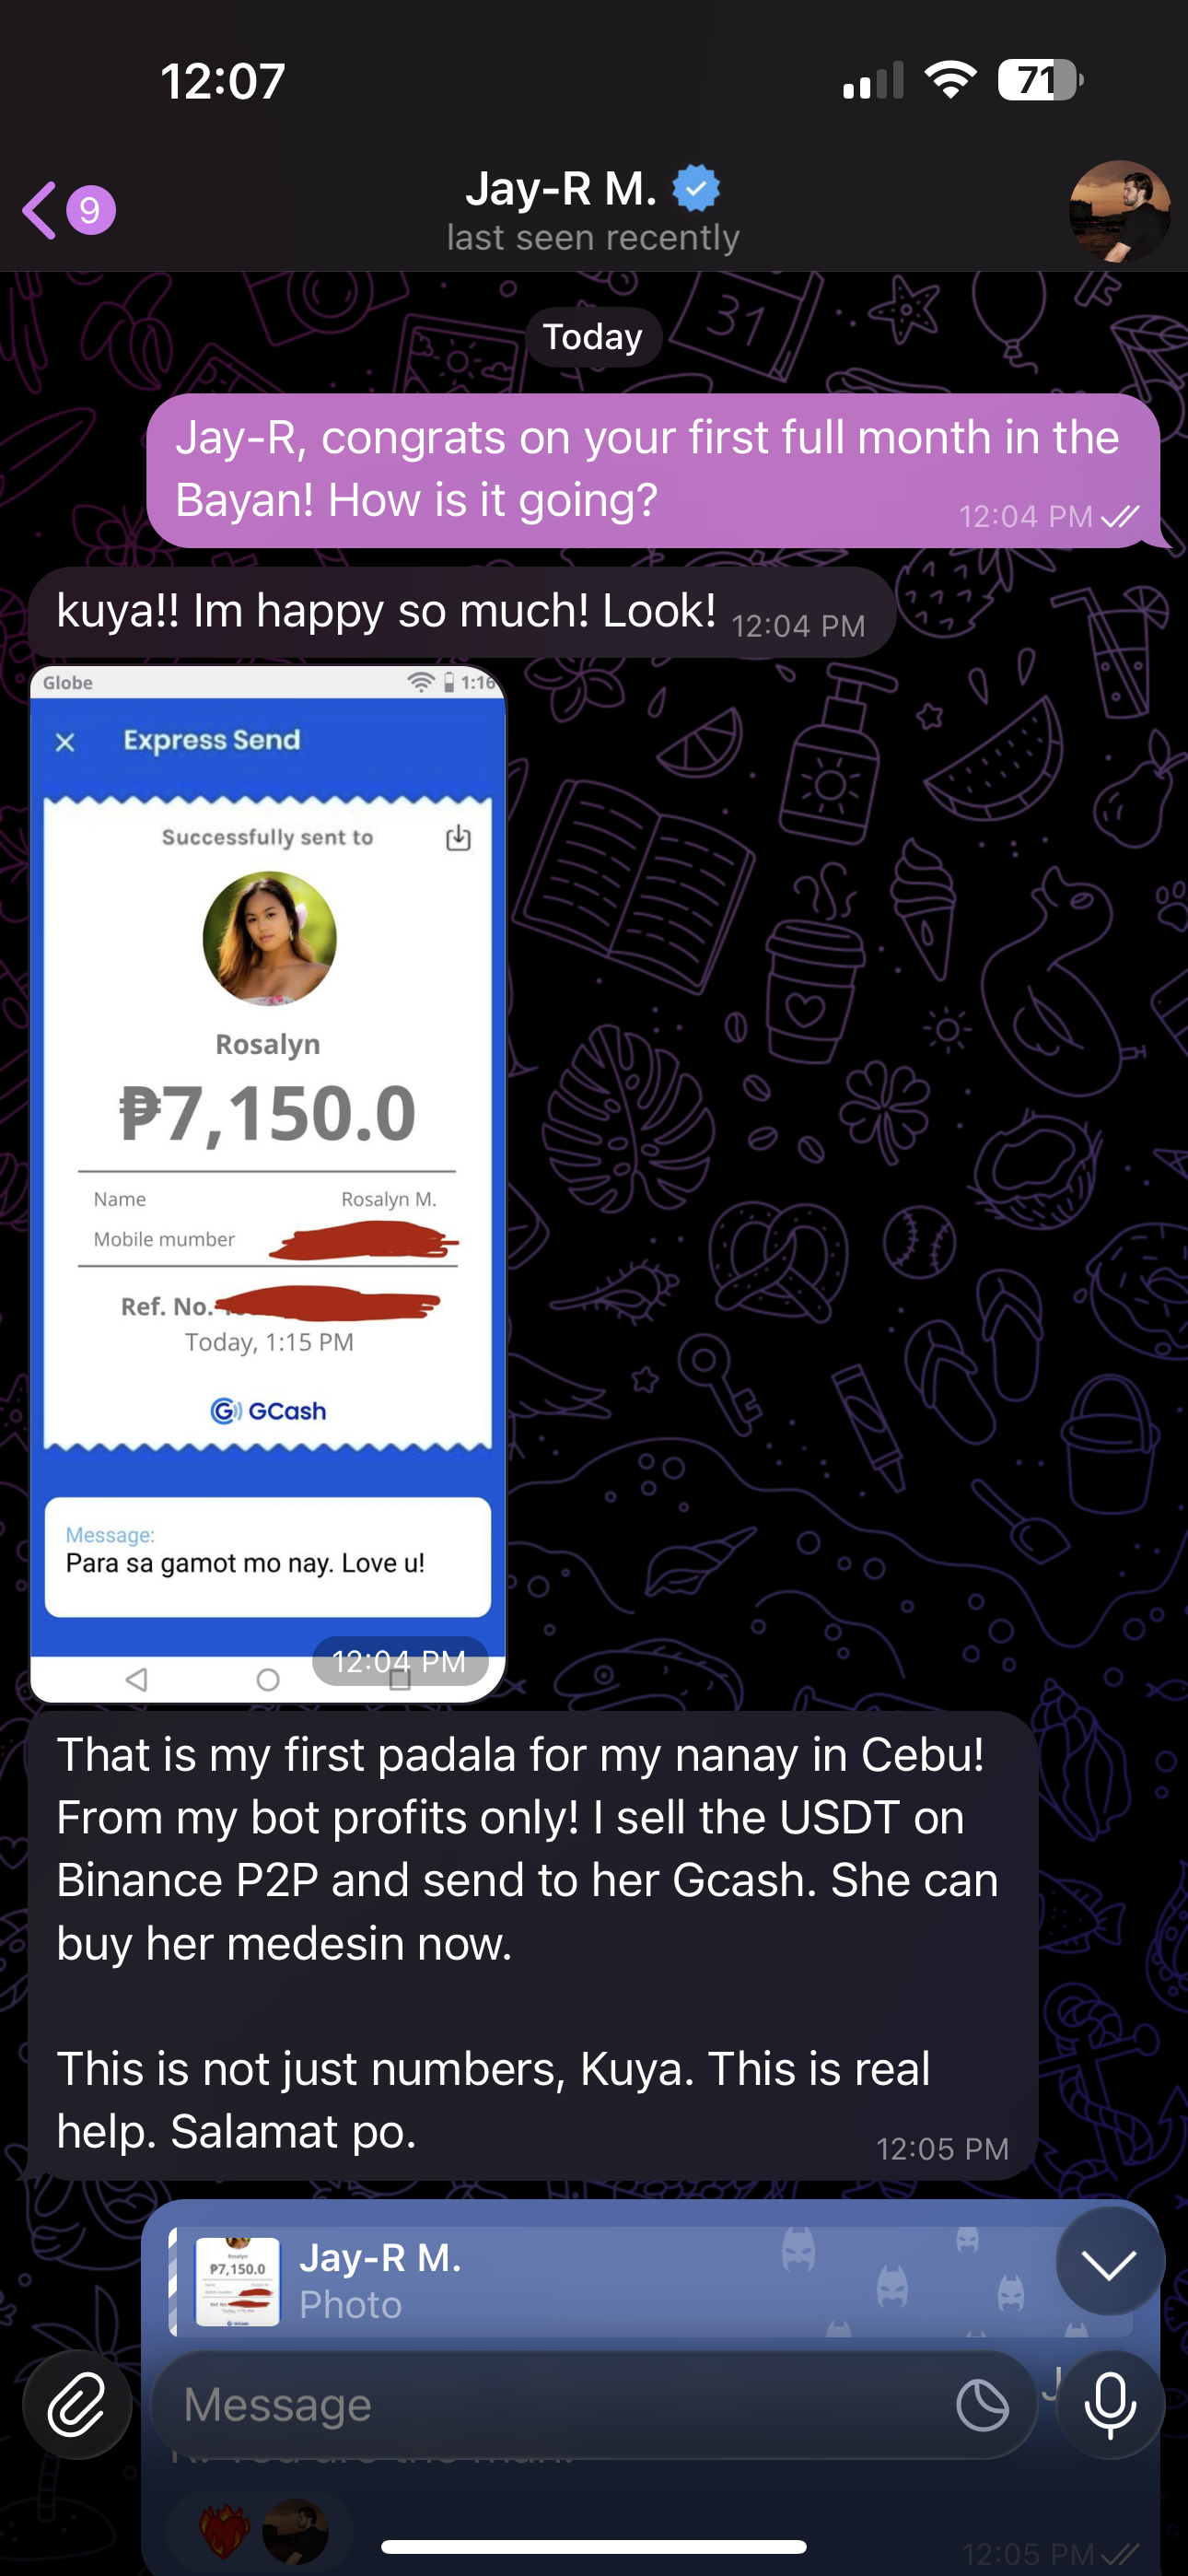 12:07
71
9
Jay-R M.
last seen recently
31
Today
Jay-R, congrats on your first full month in the
Bayan! How is it going?
12:04 PM
kuya!! Im happy so much! Look!
12:04 PM
Globe
1:16
Express Send
Successfully sent to
Rosalyn
₱7,150.0
Name
Rosalyn M.
Mobile mumber
Ref. No.
Today, 1:15 PM
GCash
Message:
Para sa gamot mo nay. Love u!
12:04 PM
That is my first padala for my nanay in Cebu!
From my bot profits only! I sell the USDT on
Binance P2P and send to her Gcash. She can
buy her medesin now.
This is not just numbers, Kuya. This is real
help. Salamat po.
12:05 PM
₱7,150.0
Jay-R M.
Photo
Message
12:05 PM